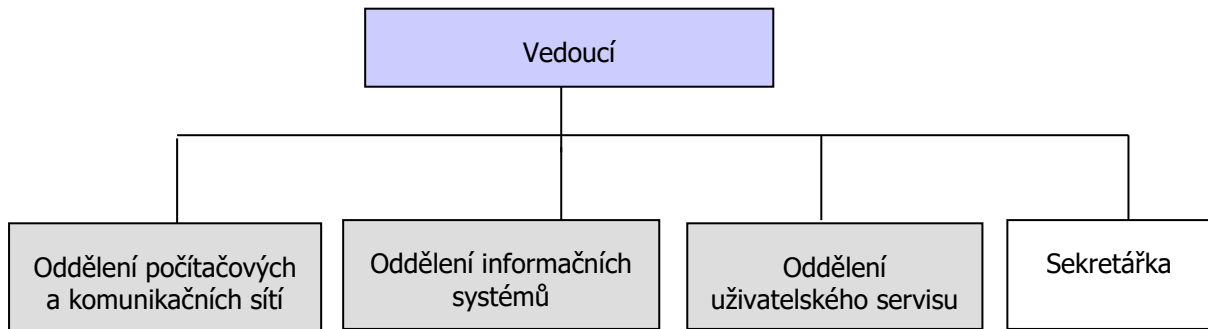 Vedoucí
Oddělení počítačových
a komunikačních sítí
Oddělení informačních
systémů
Oddělení
uživatelského servisu
Sekretářka